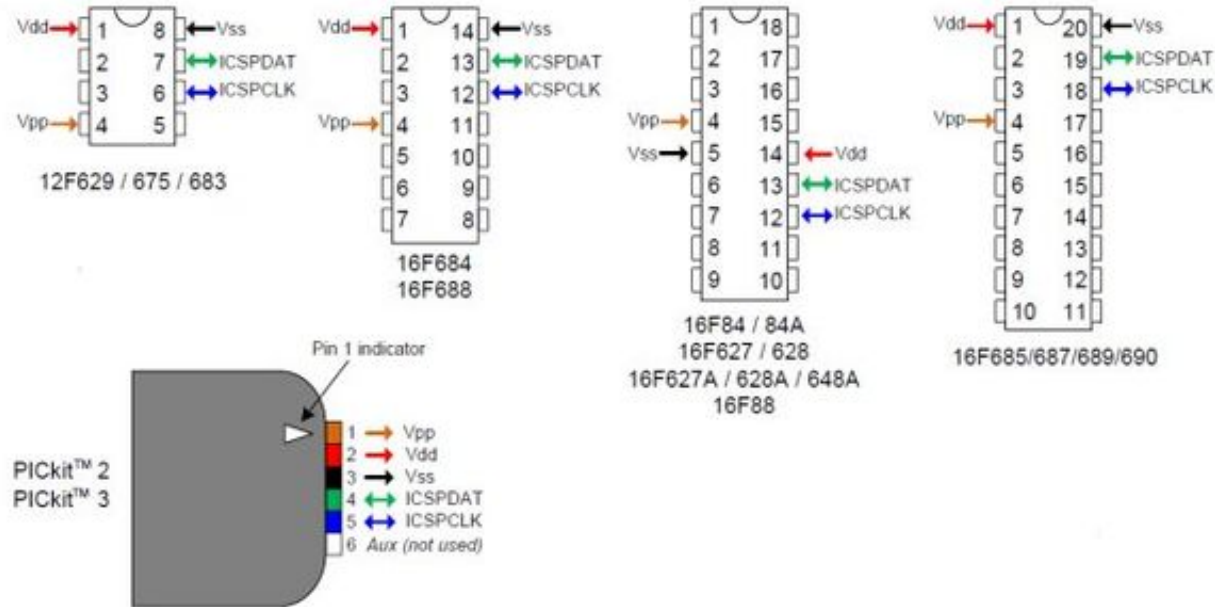 Vdd 1 8 Vss
2 7 ICSPDAT
3 6 ICSPCLK
Vpp 4 5
12F629 / 675 / 683
Vdd 1 14 Vss
2 13 ICSPDAT
3 12 ICSPCLK
Vpp 4 11
5 10
6 9
7 8
16F684
16F688
1 18
2 17
3 16
Vpp 4 15
Vss 5 14 Vdd
6 13 ICSPDAT
7 12 ICSPCLK
8 11
9 10
16F84 / 84A
16F627 / 628
16F627A / 628A / 648A
16F88
Vdd 1 20 Vss
2 19 ICSPDAT
3 18 ICSPCLK
Vpp 4 17
5 16
6 15
7 14
8 13
9 12
10 11
16F685/687/689/690
Pin 1 indicator
PICkit™ 2
PICkit™ 3
1 Vpp
2 Vdd
3 Vss
4 ICSPDAT
5 ICSPCLK
6 Aux (not used)